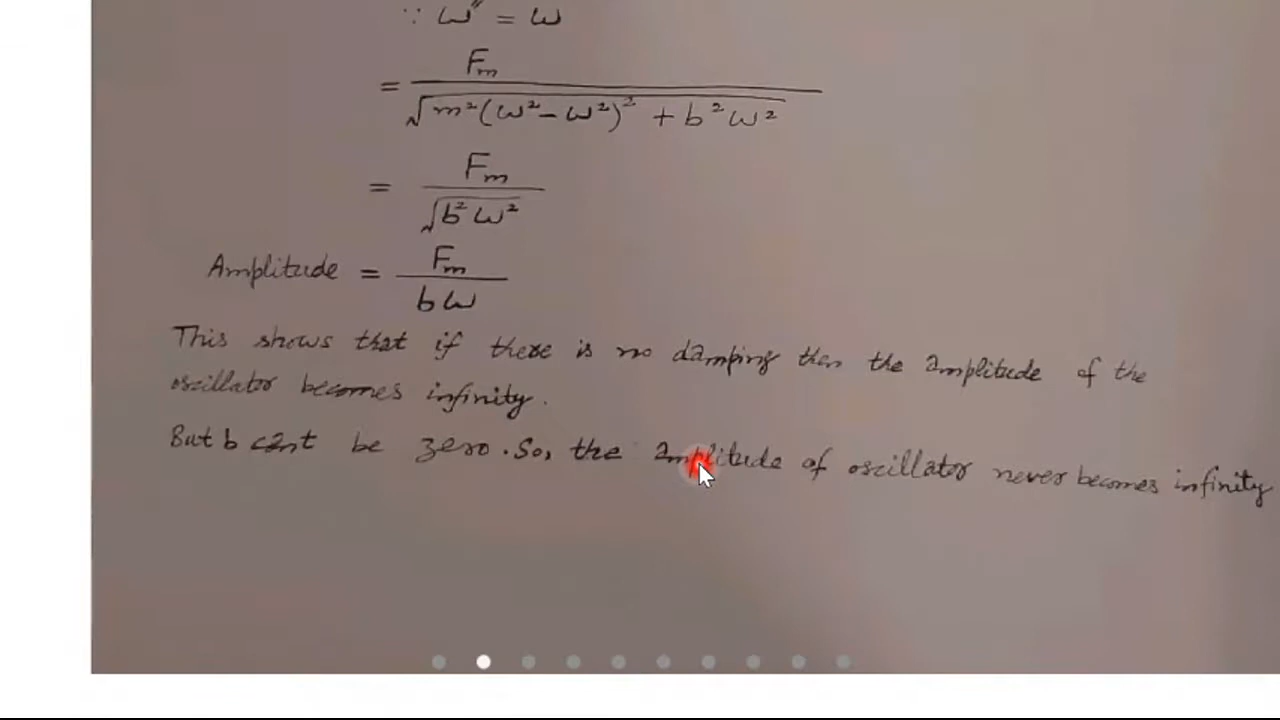 ∵ ω″ = ω
= Fm / √m²(ω² - ω²)² + b²ω²
= Fm / √b²ω²
Amplitude = Fm / bω
This shows that if there is no damping then the amplitude of the
oscillator becomes infinity.
But b cant be zero. So, the amplitude of oscillator never becomes infinity